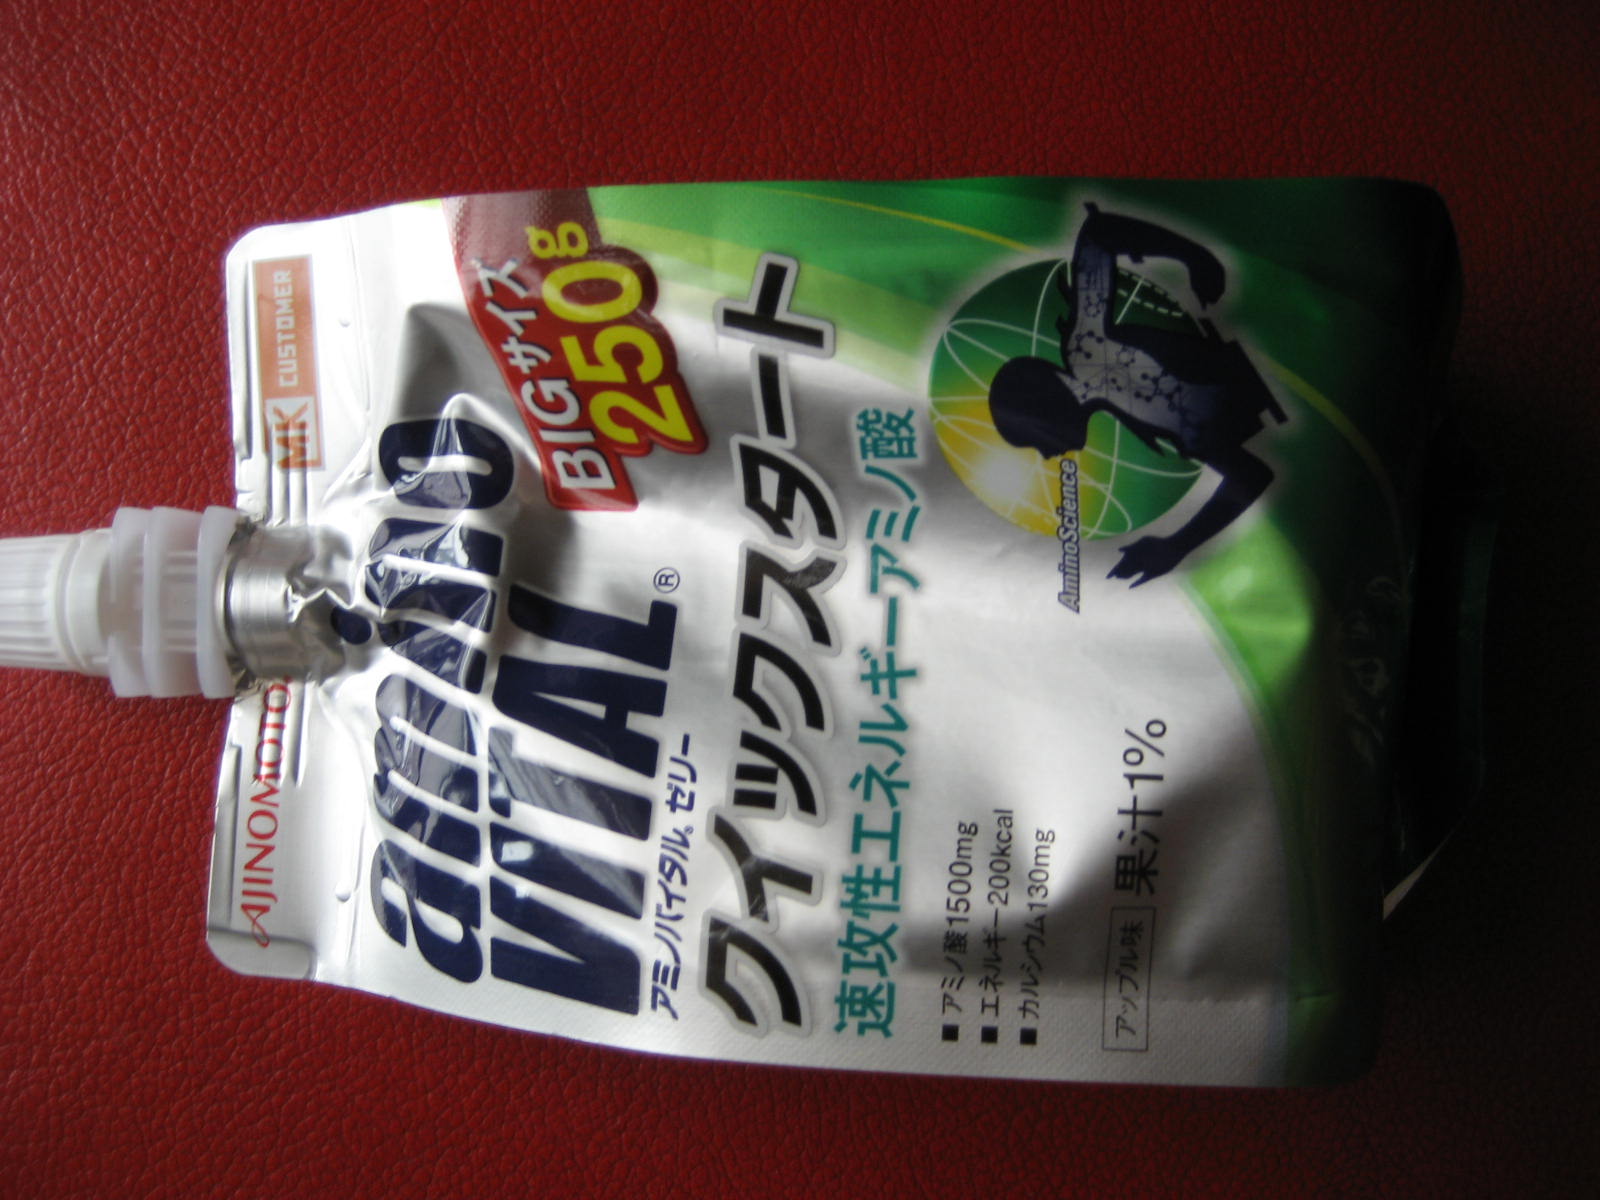 AJINOMOTO
MK CUSTOMER
amino
VITAL®
BIGサイズ
250g
アミノバイタル® ゼリー
クイックスタート
速攻性エネルギーアミノ酸
AminoScience
■ アミノ酸1500mg
■ エネルギー200kcal
■ カルシウム130mg
アップル味 果汁1%